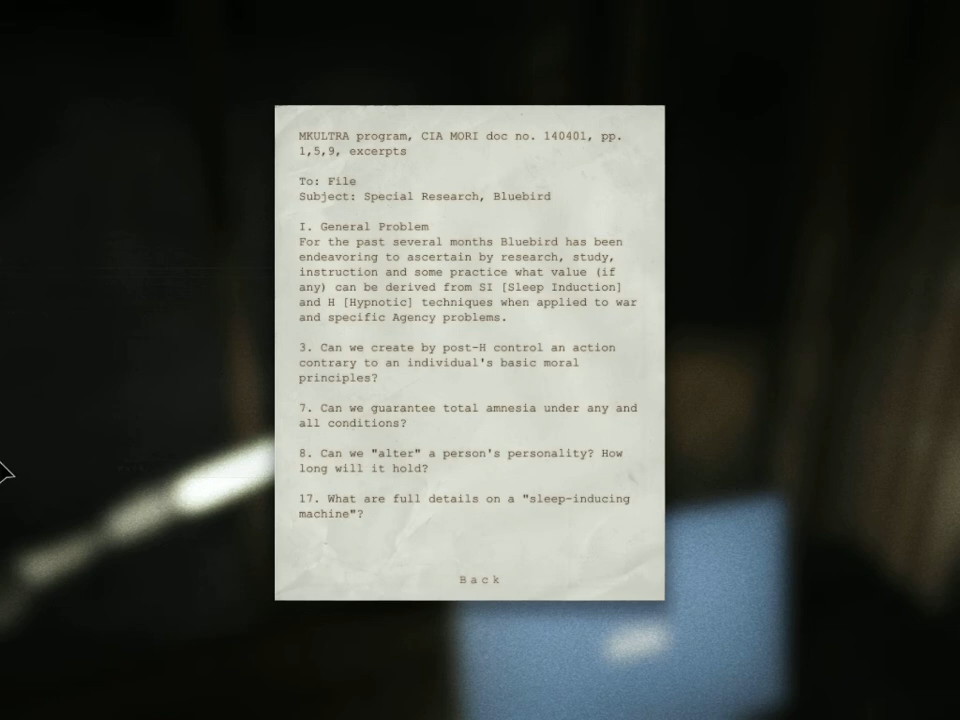 MKULTRA program, CIA MORI doc no. 140401, pp.
1,5,9, excerpts
To: File
Subject: Special Research, Bluebird
I. General Problem
For the past several months Bluebird has been
endeavoring to ascertain by research, study,
instruction and some practice what value (if
any) can be derived from SI [Sleep Induction]
and H [Hypnotic] techniques when applied to war
and specific Agency problems.
3. Can we create by post-H control an action
contrary to an individual's basic moral
principles?
7. Can we guarantee total amnesia under any and
all conditions?
8. Can we "alter" a person's personality? How
long will it hold?
17. What are full details on a "sleep-inducing
machine"?
Back